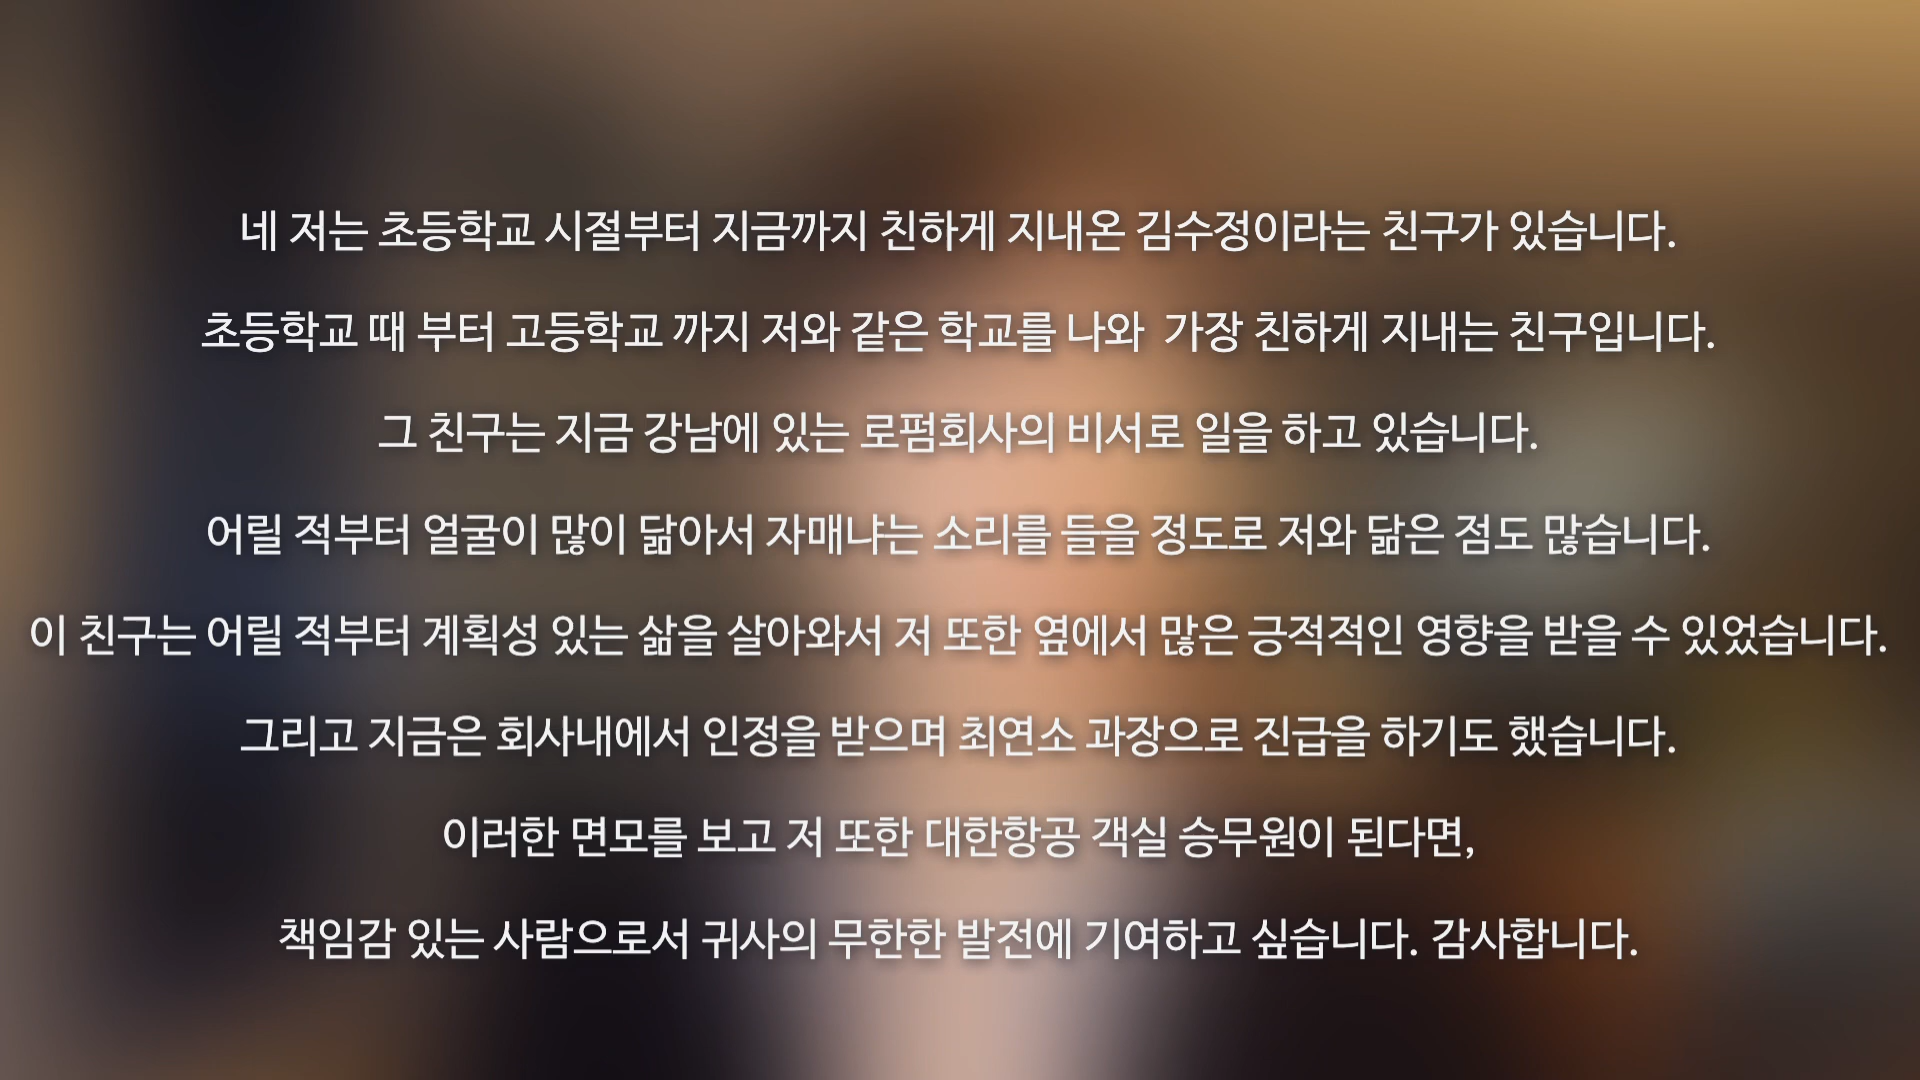 네 저는 초등학교 시절부터 지금까지 친하게 지내온 김수정이라는 친구가 있습니다.
초등학교 때 부터 고등학교 까지 저와 같은 학교를 나와  가장 친하게 지내는 친구입니다.
그 친구는 지금 강남에 있는 로펌회사의 비서로 일을 하고 있습니다.
어릴 적부터 얼굴이 많이 닮아서 자매냐는 소리를 들을 정도로 저와 닮은 점도 많습니다.
이 친구는 어릴 적부터 계획성 있는 삶을 살아와서 저 또한 옆에서 많은 긍적적인 영향을 받을 수 있었습니다.
그리고 지금은 회사내에서 인정을 받으며 최연소 과장으로 진급을 하기도 했습니다.
이러한 면모를 보고 저 또한 대한항공 객실 승무원이 된다면,
책임감 있는 사람으로서 귀사의 무한한 발전에 기여하고 싶습니다. 감사합니다.